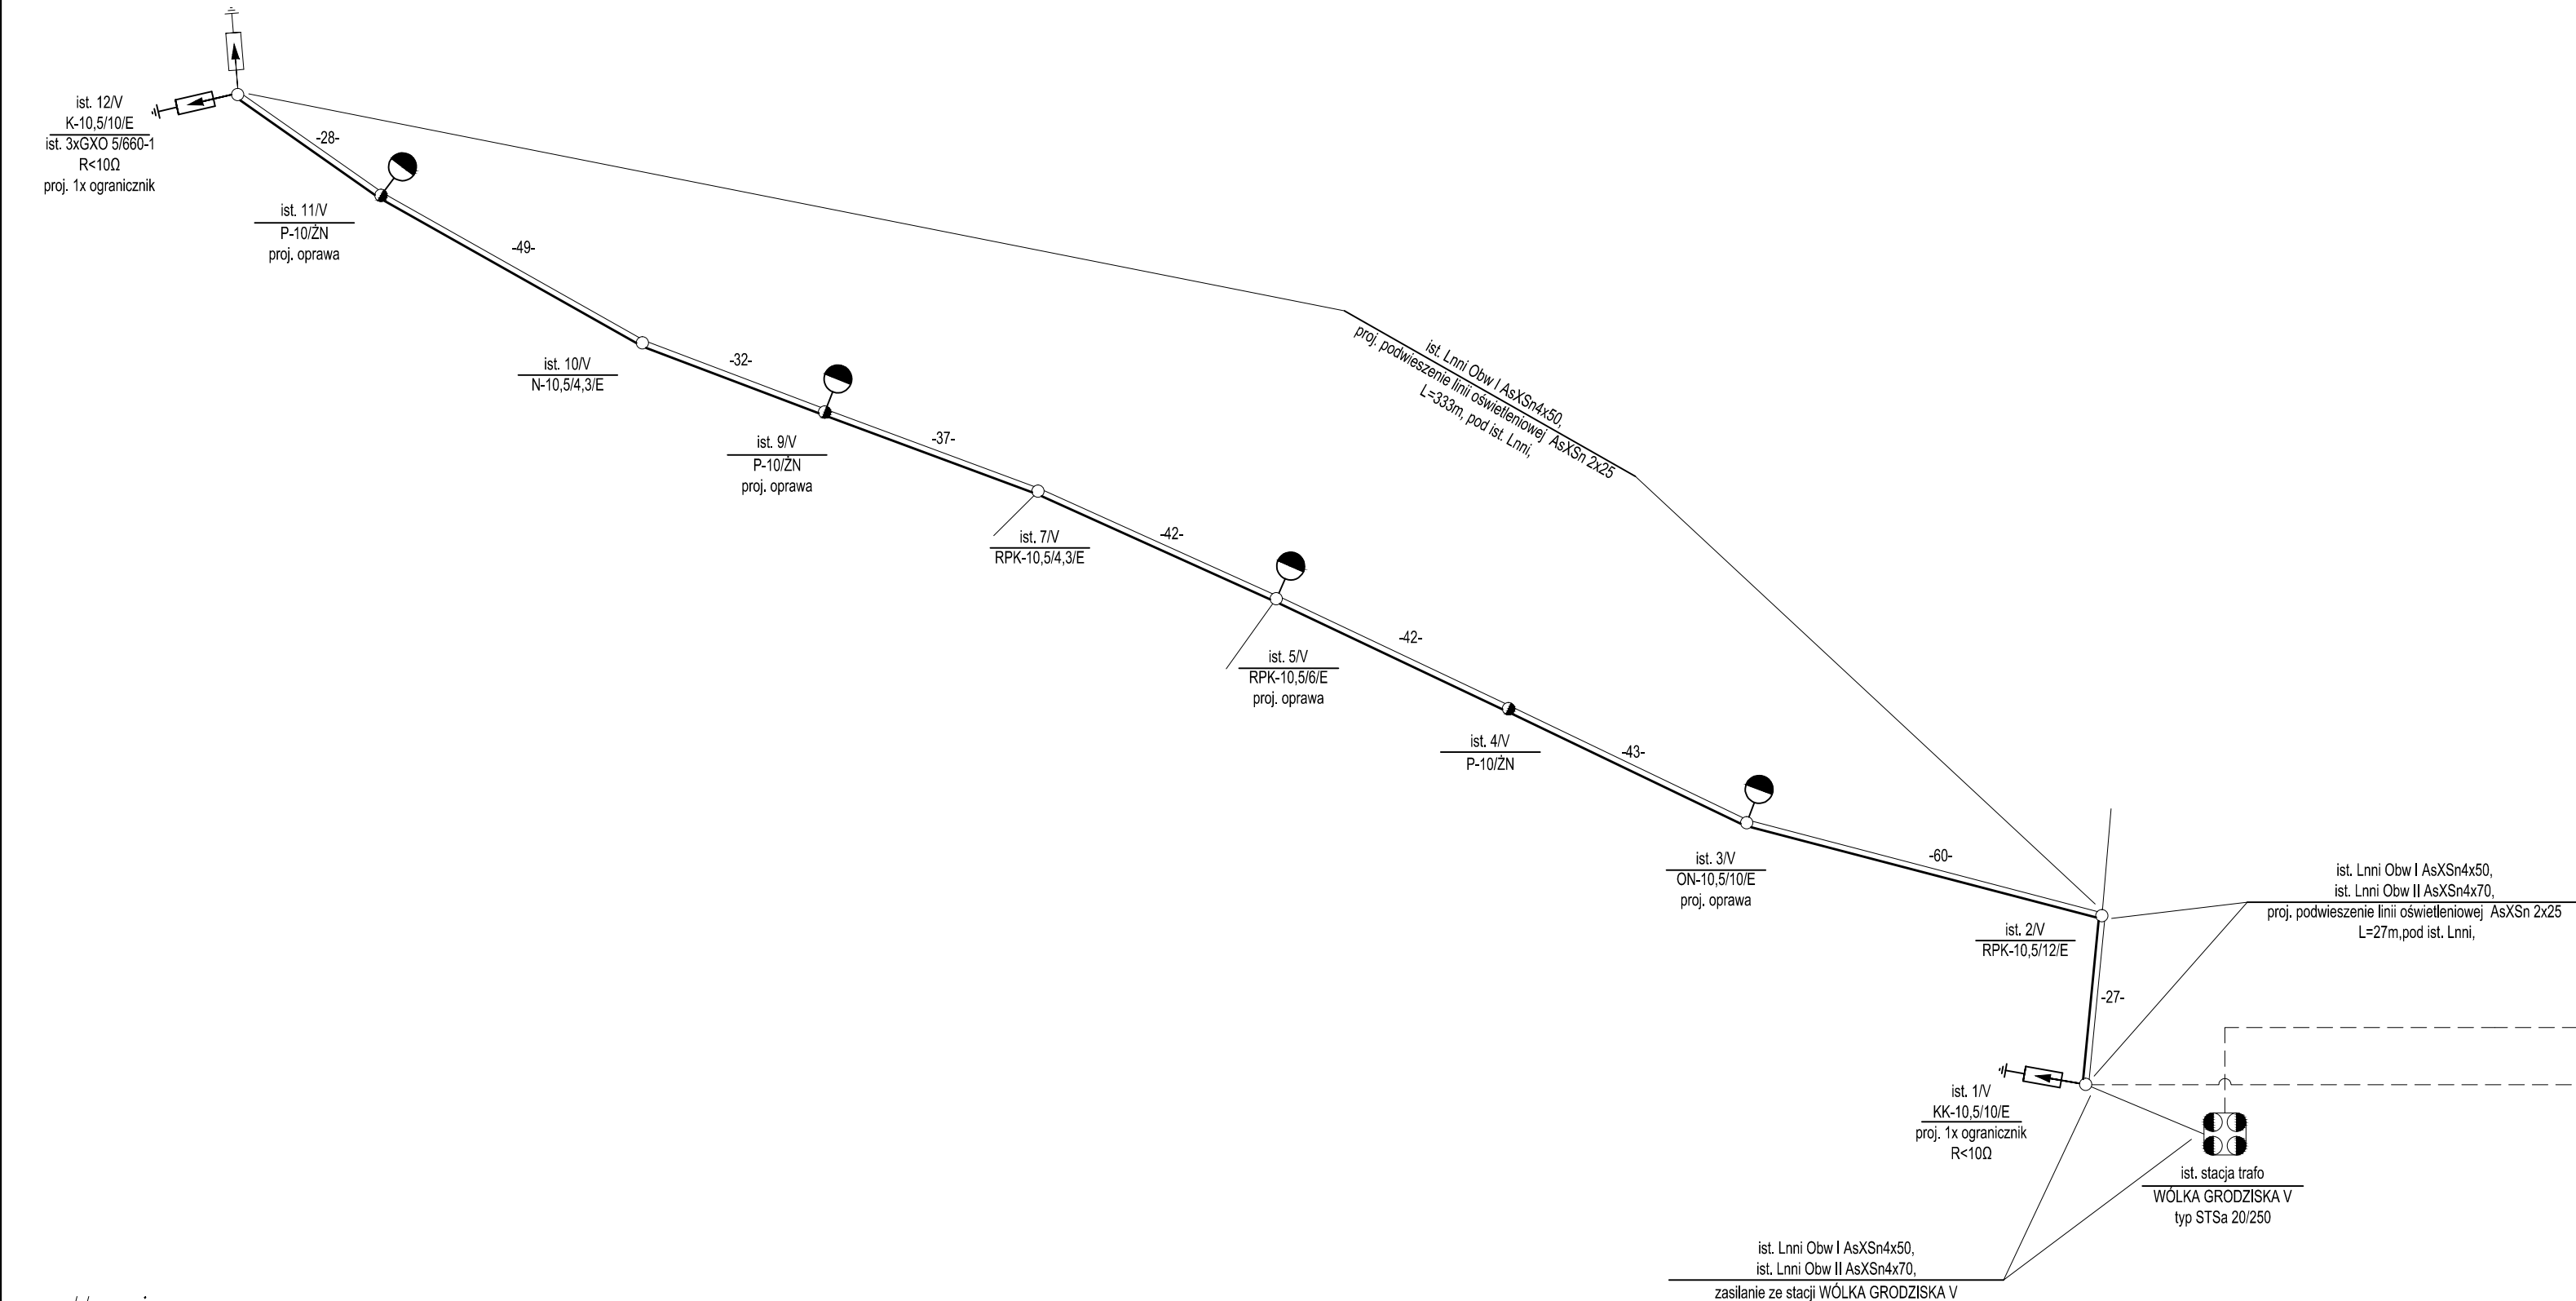 ist. 12/V
K-10,5/10/E
ist. 3xGXO 5/660-1
R<10Ω
proj. 1x ogranicznik
-28-
ist. 11/V
P-10/ŻN
proj. oprawa
-49-
ist. 10/V
N-10,5/4,3/E
-32-
ist. 9/V
P-10/ŻN
proj. oprawa
-37-
ist. 7/V
RPK-10,5/4,3/E
-42-
ist. Lnni Obw I AsXSn4x50,
proj. podwieszenie linii oświetleniowej AsXSn 2x25
L=333m, pod ist. Lnni,
ist. 5/V
RPK-10,5/6/E
proj. oprawa
-42-
ist. 4/V
P-10/ŻN
-43-
ist. 3/V
ON-10,5/10/E
proj. oprawa
-60-
ist. 2/V
RPK-10,5/12/E
ist. Lnni Obw I AsXSn4x50,
ist. Lnni Obw II AsXSn4x70,
proj. podwieszenie linii oświetleniowej AsXSn 2x25
L=27m,pod ist. Lnni,
-27-
ist. 1/V
KK-10,5/10/E
proj. 1x ogranicznik
R<10Ω
ist. stacja trafo
WÓLKA GRODZISKA V
typ STSa 20/250
ist. Lnni Obw I AsXSn4x50,
ist. Lnni Obw II AsXSn4x70,
zasilanie ze stacji WÓLKA GRODZISKA V